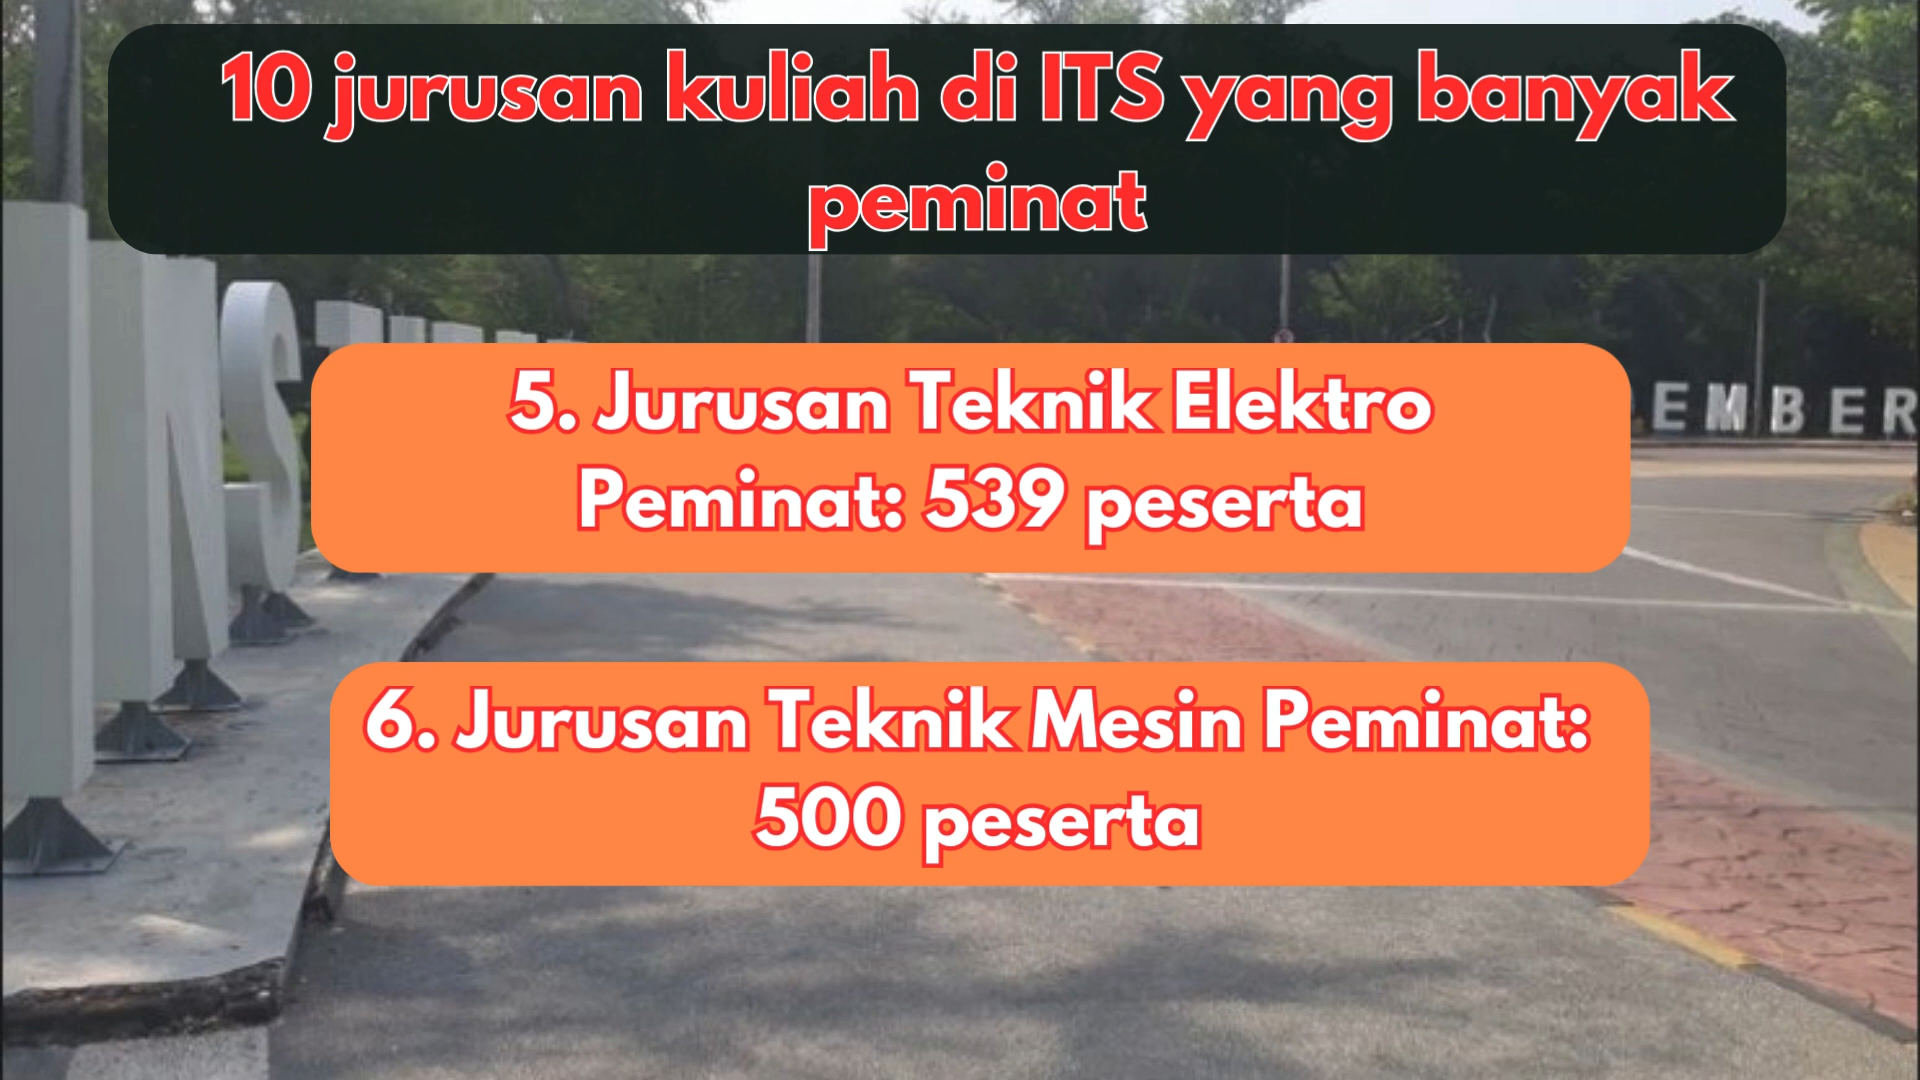 10 jurusan kuliah di ITS yang banyak
peminat
5. Jurusan Teknik Elektro
Peminat: 539 peserta
6. Jurusan Teknik Mesin Peminat:
500 peserta
INS
EMBER